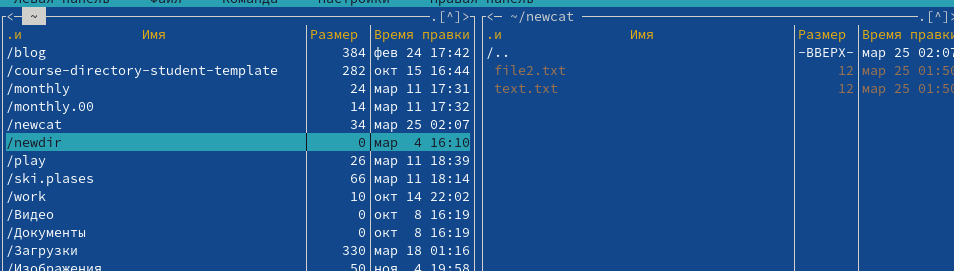 Левая панель Файл Команда Настройки Правая панель
<─ ~ ─.[^]> <─ ~/newcat ─.[^]>
.и Имя Размер Время правки .и Имя Размер Время правки
/blog 384 фев 24 17:42 /.. -ВВЕРХ- мар 25 02:07
/course-directory-student-template 282 окт 15 16:44 file2.txt 12 мар 25 01:50
/monthly 24 мар 11 17:31 text.txt 12 мар 25 01:50
/monthly.00 14 мар 11 17:32
/newcat 34 мар 25 02:07
/newdir 0 мар 4 16:10
/play 26 мар 11 18:39
/ski.plases 66 мар 11 18:14
/work 10 окт 14 22:02
/Видео 0 окт 8 16:19
/Документы 0 окт 8 16:19
/Загрузки 330 мар 18 01:16
/Изображения 50 ноя 4 19:58